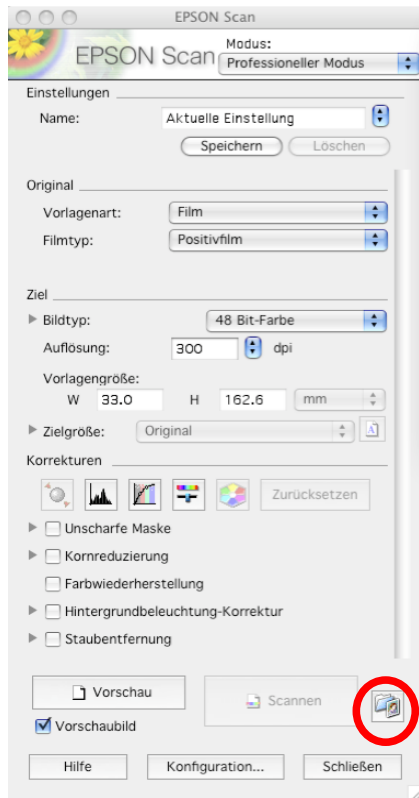 EPSON Scan
EPSON Scan
Modus:
Professioneller Modus
Einstellungen
Name: Aktuelle Einstellung
Speichern Löschen
Original
Vorlagenart: Film
Filmtyp: Positivfilm
Ziel
Bildtyp: 48 Bit-Farbe
Auflösung: 300 dpi
Vorlagengröße:
W 33.0 H 162.6 mm
Zielgröße: Original
Korrekturen
Zurücksetzen
Unscharfe Maske
Kornreduzierung
Farbwiederherstellung
Hintergrundbeleuchtung-Korrektur
Staubentfernung
Vorschau Scannen
Vorschaubild
Hilfe Konfiguration... Schließen